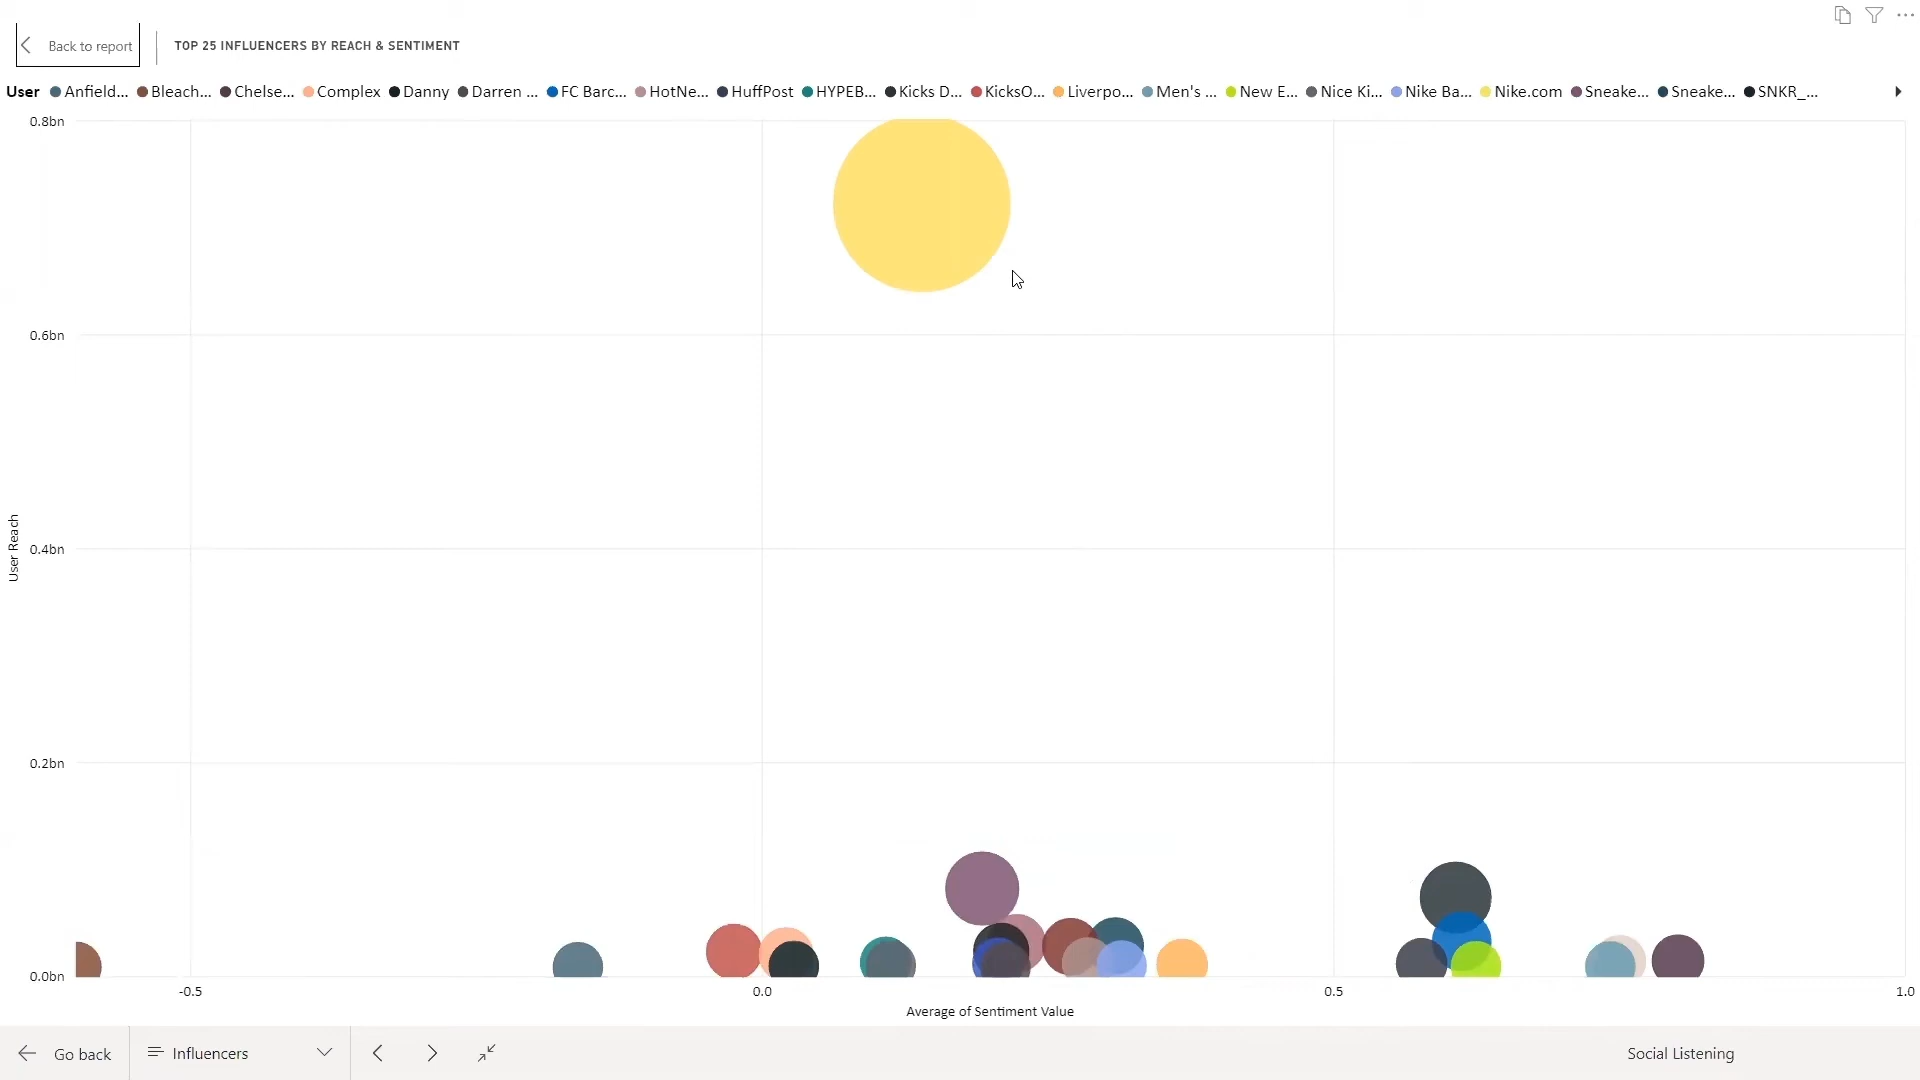 Back to report
TOP 25 INFLUENCERS BY REACH & SENTIMENT
User Anfield... Bleach... Chelse... Complex Danny Darren ... FC Barc... HotNe... HuffPost HYPEB... Kicks D... KicksO... Liverpo... Men's ... New E... Nice Ki... Nike Ba... Nike.com Sneake... Sneake... SNKR_...
0.8bn
0.6bn
0.4bn
0.2bn
0.0bn
User Reach
-0.5 0.0 0.5 1.0
Average of Sentiment Value
Go back Influencers Social Listening